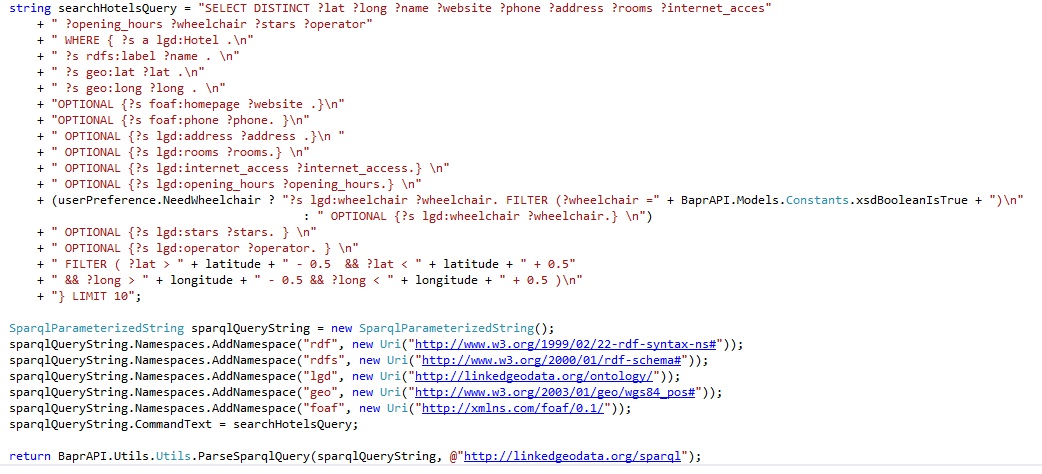 string searchHotelsQuery = "SELECT DISTINCT ?lat ?long ?name ?website ?phone ?address ?rooms ?internet_acces"
+ " ?opening_hours ?wheelchair ?stars ?operator"
+ " WHERE { ?s a lgd:Hotel .\n"
+ " ?s rdfs:label ?name . \n"
+ " ?s geo:lat ?lat .\n"
+ " ?s geo:long ?long . \n"
+ "OPTIONAL {?s foaf:homepage ?website .}\n"
+ "OPTIONAL {?s foaf:phone ?phone. }\n"
+ " OPTIONAL {?s lgd:address ?address .}\n "
+ " OPTIONAL {?s lgd:rooms ?rooms.} \n"
+ " OPTIONAL {?s lgd:internet_access ?internet_access.} \n"
+ " OPTIONAL {?s lgd:opening_hours ?opening_hours.} \n"
+ (userPreference.NeedWheelchair ? "?s lgd:wheelchair ?wheelchair. FILTER (?wheelchair =" + BaprAPI.Models.Constants.xsdBooleanIsTrue + ")\n"
: " OPTIONAL {?s lgd:wheelchair ?wheelchair.} \n")
+ " OPTIONAL {?s lgd:stars ?stars. } \n"
+ " OPTIONAL {?s lgd:operator ?operator. } \n"
+ " FILTER ( ?lat > " + latitude + " - 0.5  && ?lat < " + latitude + " + 0.5"
+ " && ?long > " + longitude + " - 0.5 && ?long < " + longitude + " + 0.5 )\n"
+ "} LIMIT 10";
SparqlParameterizedString sparqlQueryString = new SparqlParameterizedString();
sparqlQueryString.Namespaces.AddNamespace("rdf", new Uri("http://www.w3.org/1999/02/22-rdf-syntax-ns#"));
sparqlQueryString.Namespaces.AddNamespace("rdfs", new Uri("http://www.w3.org/2000/01/rdf-schema#"));
sparqlQueryString.Namespaces.AddNamespace("lgd", new Uri("http://linkedgeodata.org/ontology/"));
sparqlQueryString.Namespaces.AddNamespace("geo", new Uri("http://www.w3.org/2003/01/geo/wgs84_pos#"));
sparqlQueryString.Namespaces.AddNamespace("foaf", new Uri("http://xmlns.com/foaf/0.1/"));
sparqlQueryString.CommandText = searchHotelsQuery;
return BaprAPI.Utils.Utils.ParseSparqlQuery(sparqlQueryString, @"http://linkedgeodata.org/sparql");